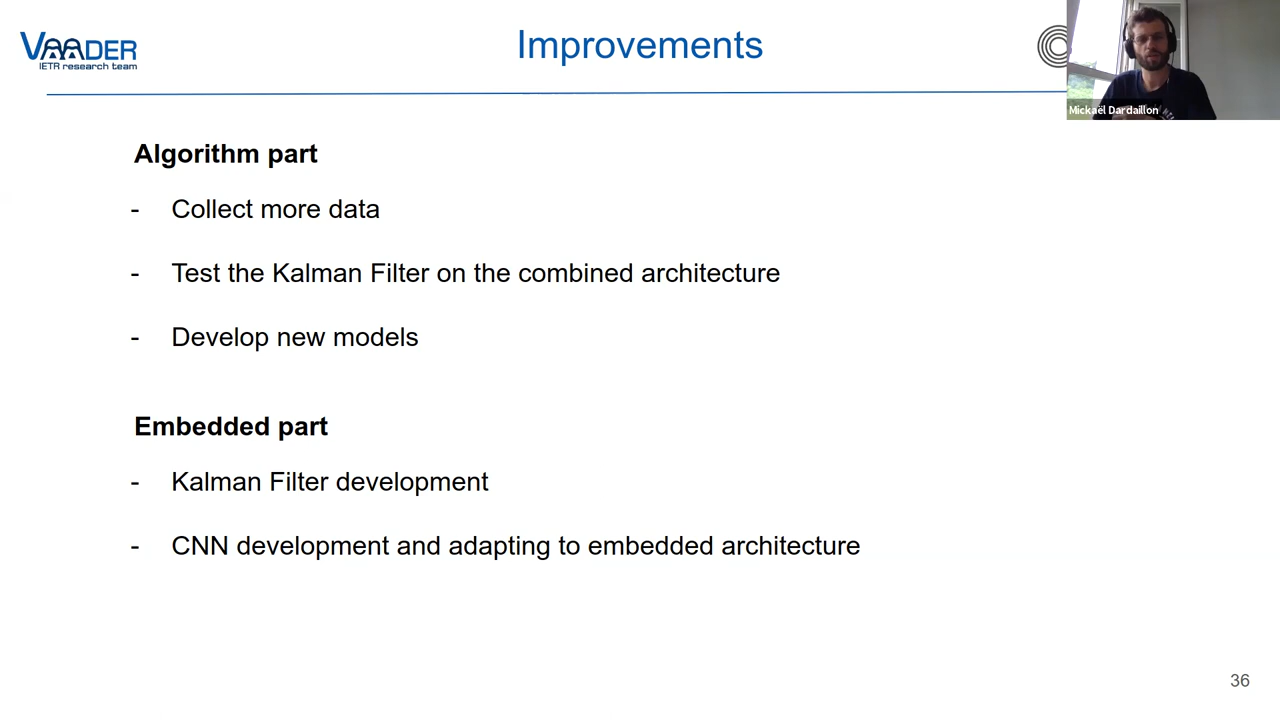 VAADER
IETR research team
Improvements
Mickaël Dardaillon
Algorithm part
- Collect more data
- Test the Kalman Filter on the combined architecture
- Develop new models
Embedded part
- Kalman Filter development
- CNN development and adapting to embedded architecture
36